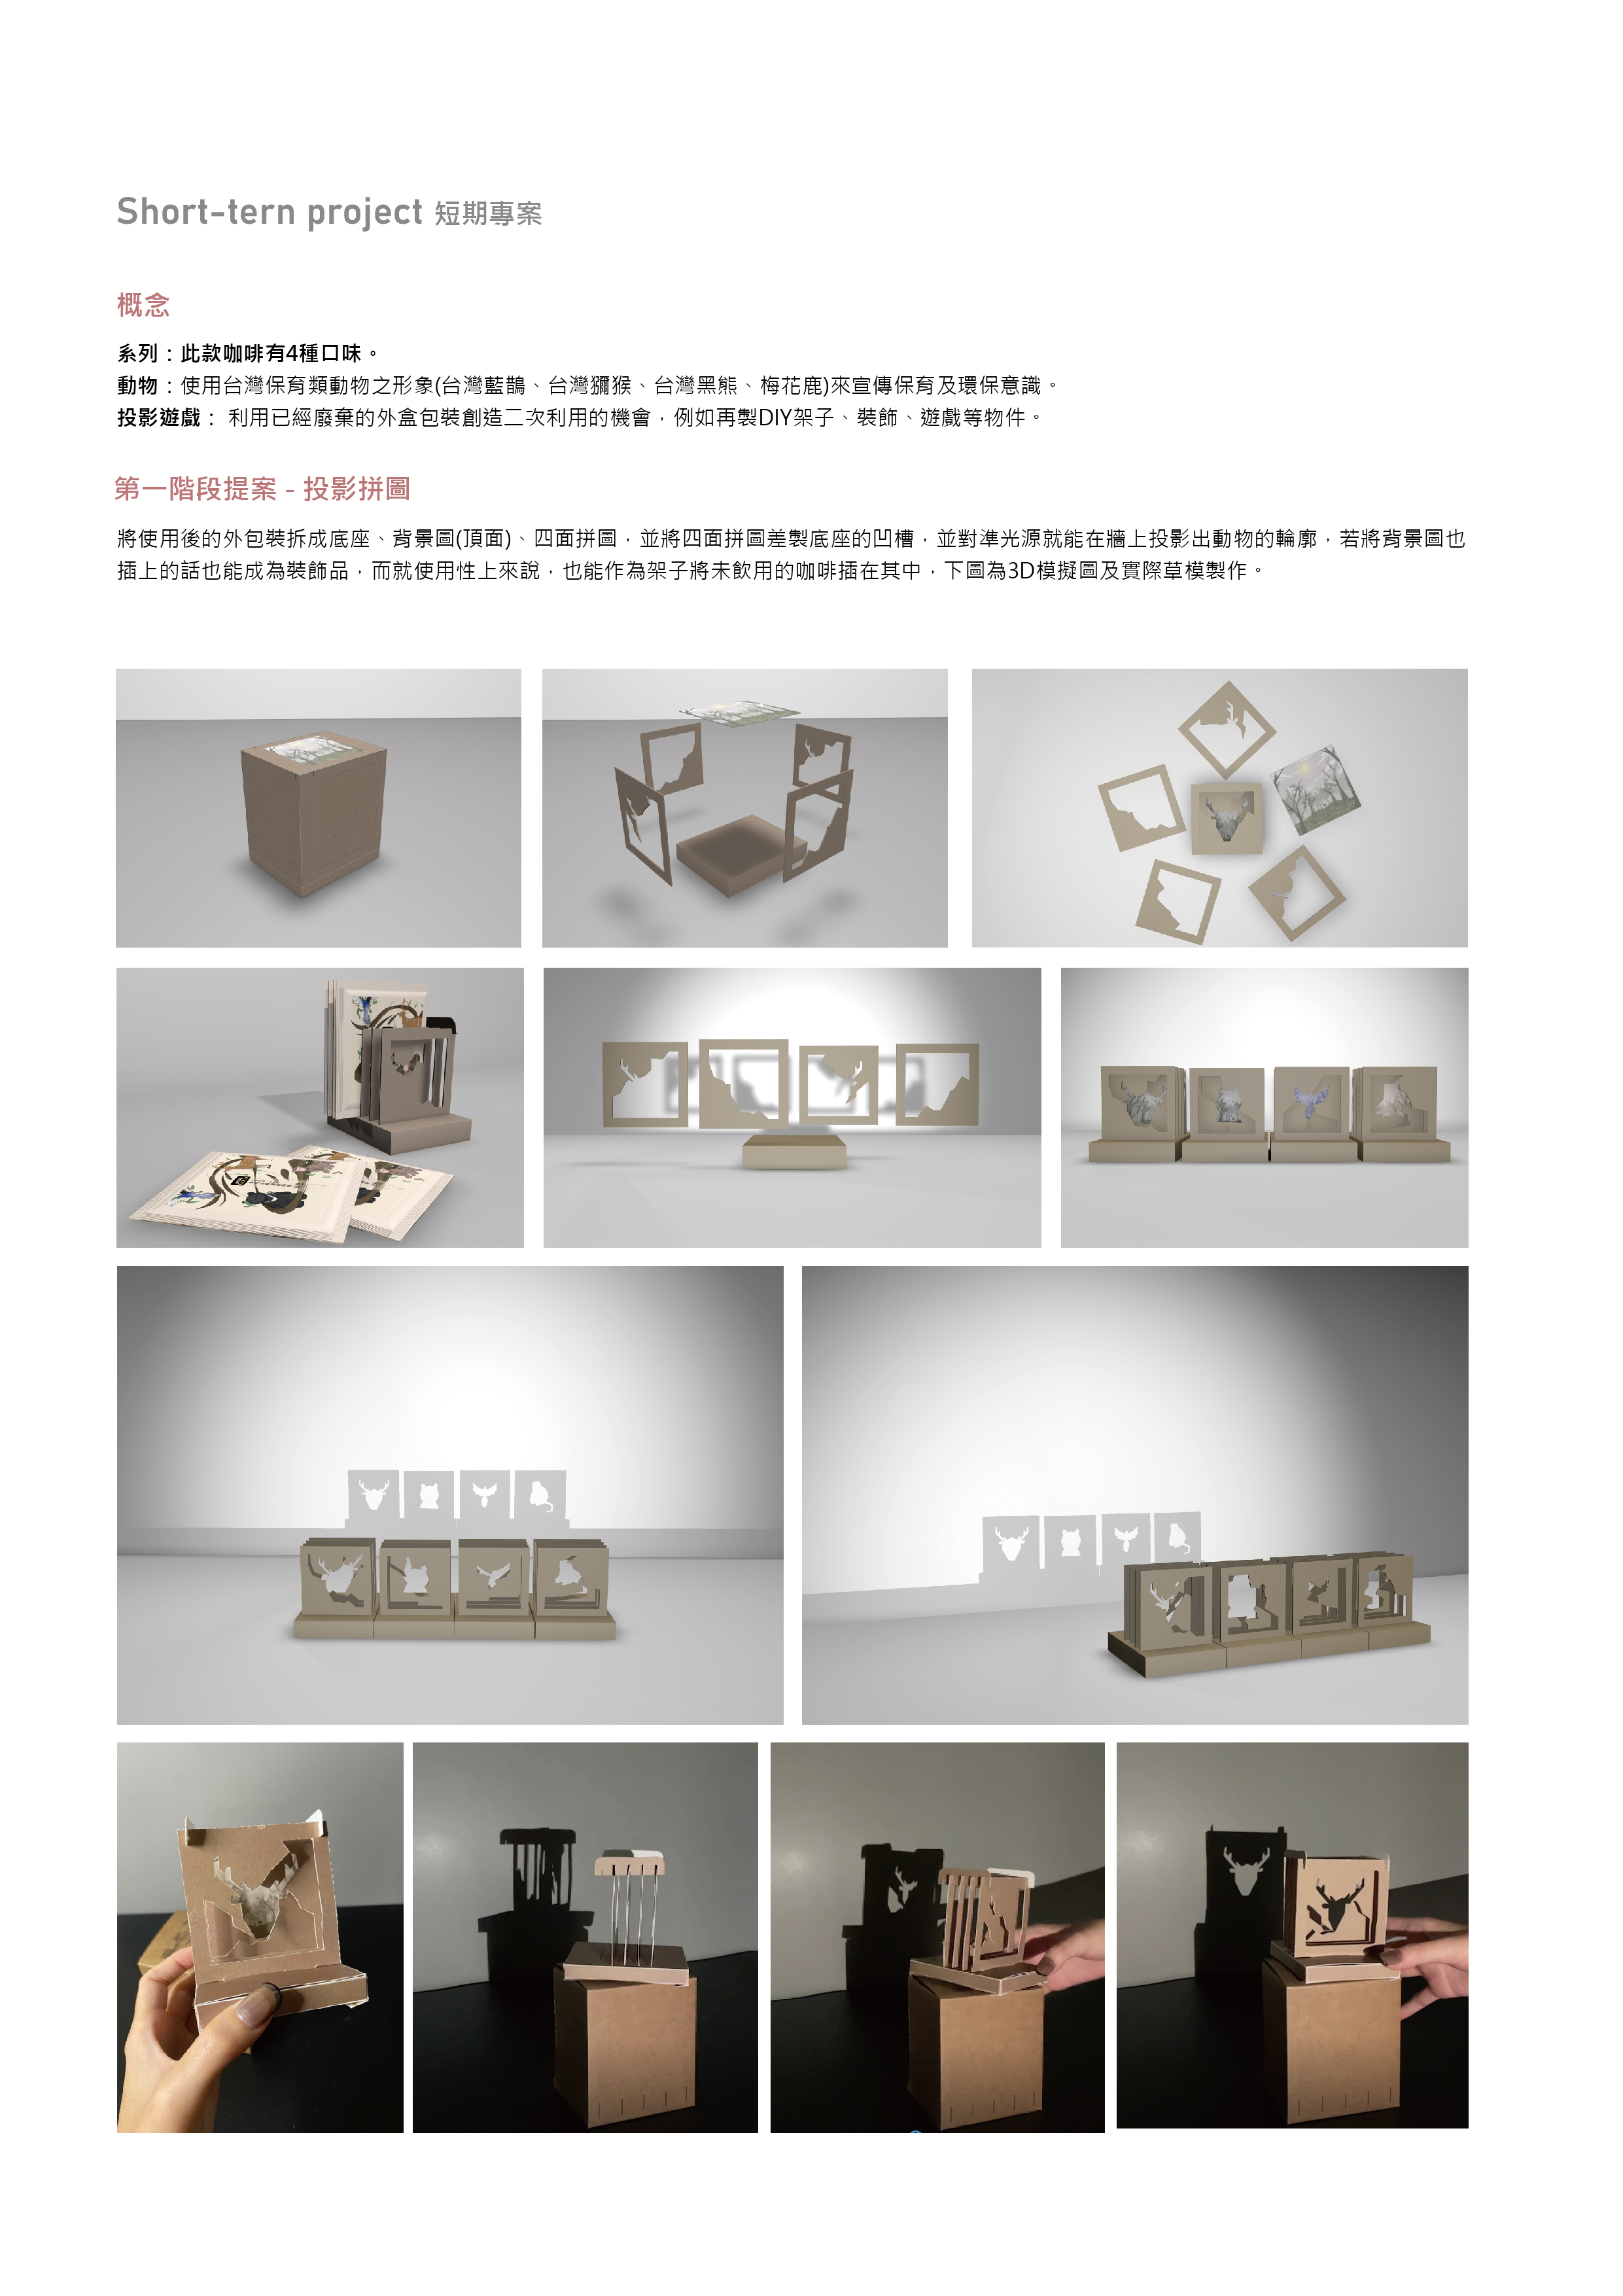 Short-tern project 短期專案
概念
系列：此款咖啡有4種口味。
動物：使用台灣保育類動物之形象(台灣藍鵲、台灣獼猴、台灣黑熊、梅花鹿)來宣傳保育及環保意識。
投影遊戲： 利用已經廢棄的外盒包裝創造二次利用的機會，例如再製DIY架子、裝飾、遊戲等物件。
第一階段提案 - 投影拼圖
將使用後的外包裝拆成底座、背景圖(頂面)、四面拼圖，並將四面拼圖差製底座的凹槽，並對準光源就能在牆上投影出動物的輪廓，若將背景圖也
插上的話也能成為裝飾品，而就使用性上來說，也能作為架子將未飲用的咖啡插在其中，下圖為3D模擬圖及實際草模製作。